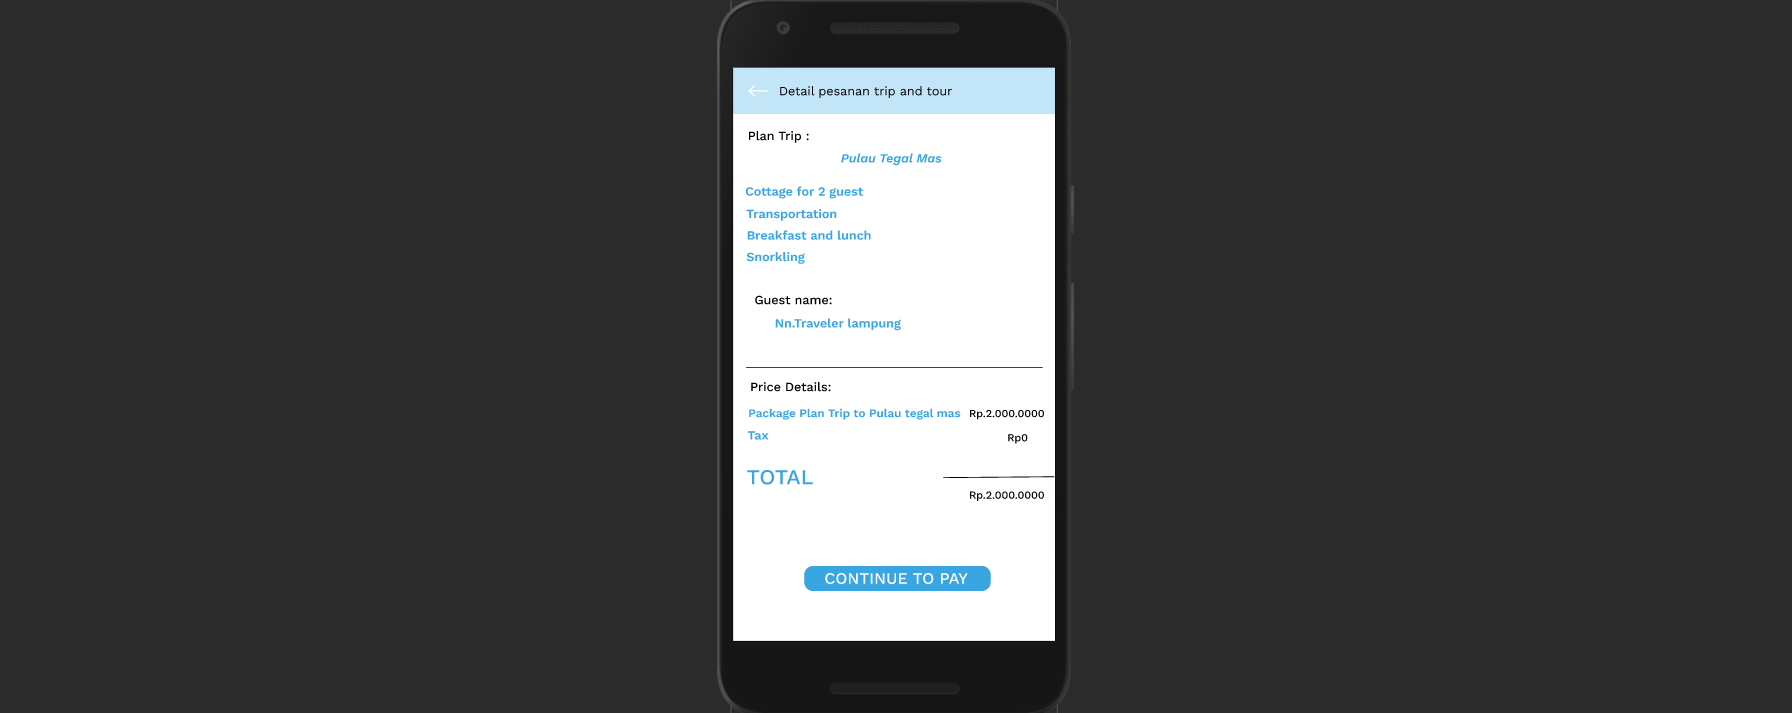 Detail pesanan trip and tour
Plan Trip :
Pulau Tegal Mas
Cottage for 2 guest
Transportation
Breakfast and lunch
Snorkling
Guest name:
Nn.Traveler lampung
Price Details:
Package Plan Trip to Pulau tegal mas Rp.2.000.0000
Tax Rp0
TOTAL
Rp.2.000.0000
CONTINUE TO PAY